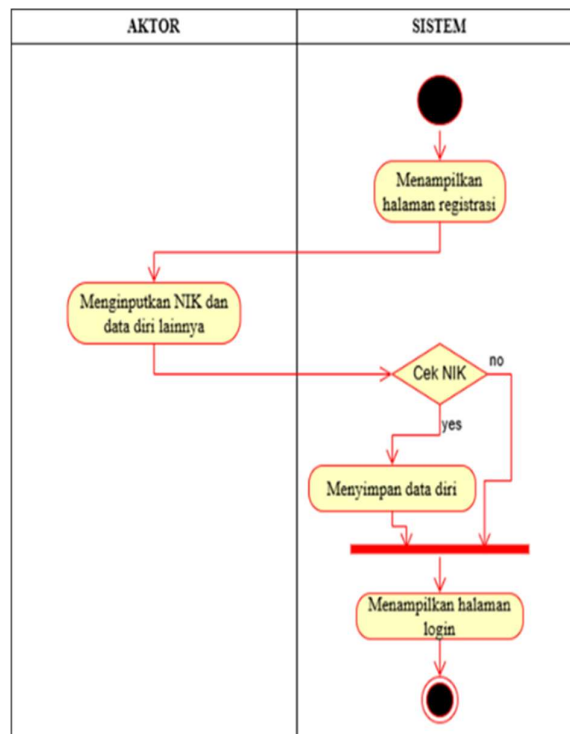 AKTOR
SISTEM
Menampilkan
halaman registrasi
Menginputkan NIK dan
data diri lainnya
Cek NIK
no
yes
Menyimpan data diri
Menampilkan halaman
login